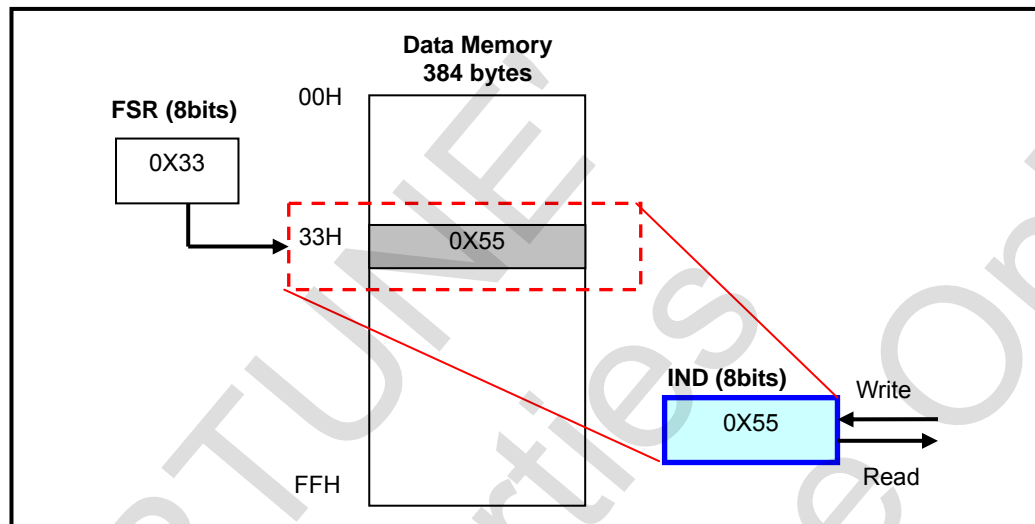 Data Memory
384 bytes
00H
FSR (8bits)
0X33
33H
0X55
IND (8bits)
0X55
Write
Read
FFH